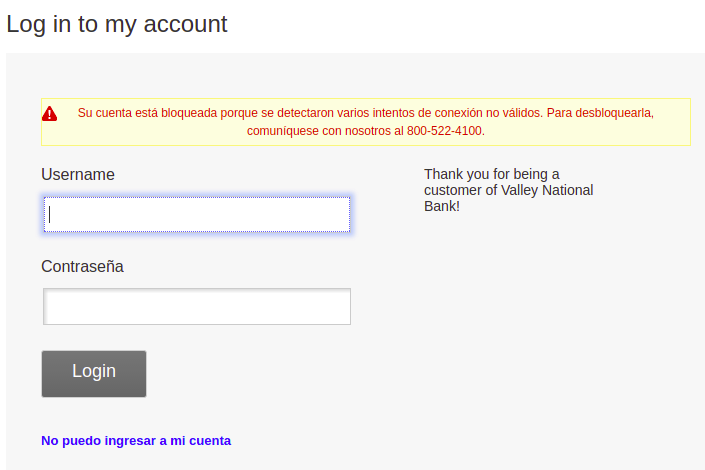 Log in to my account
Su cuenta está bloqueada porque se detectaron varios intentos de conexión no válidos. Para desbloquearla,
comuníquese con nosotros al 800-522-4100.
Username
Thank you for being a
customer of Valley National
Bank!
Contraseña
Login
No puedo ingresar a mi cuenta